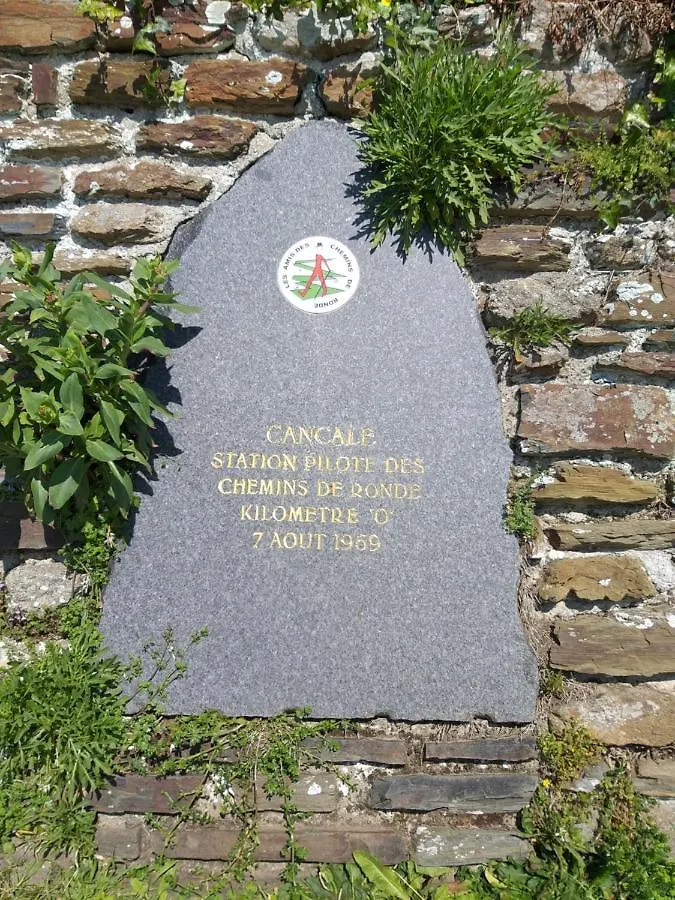 LES AMIS DES CHEMINS DE RONDE
CANCALE
STATION PILOTE DES
CHEMINS DE RONDE
KILOMETRE '0'
7 AOUT 1969